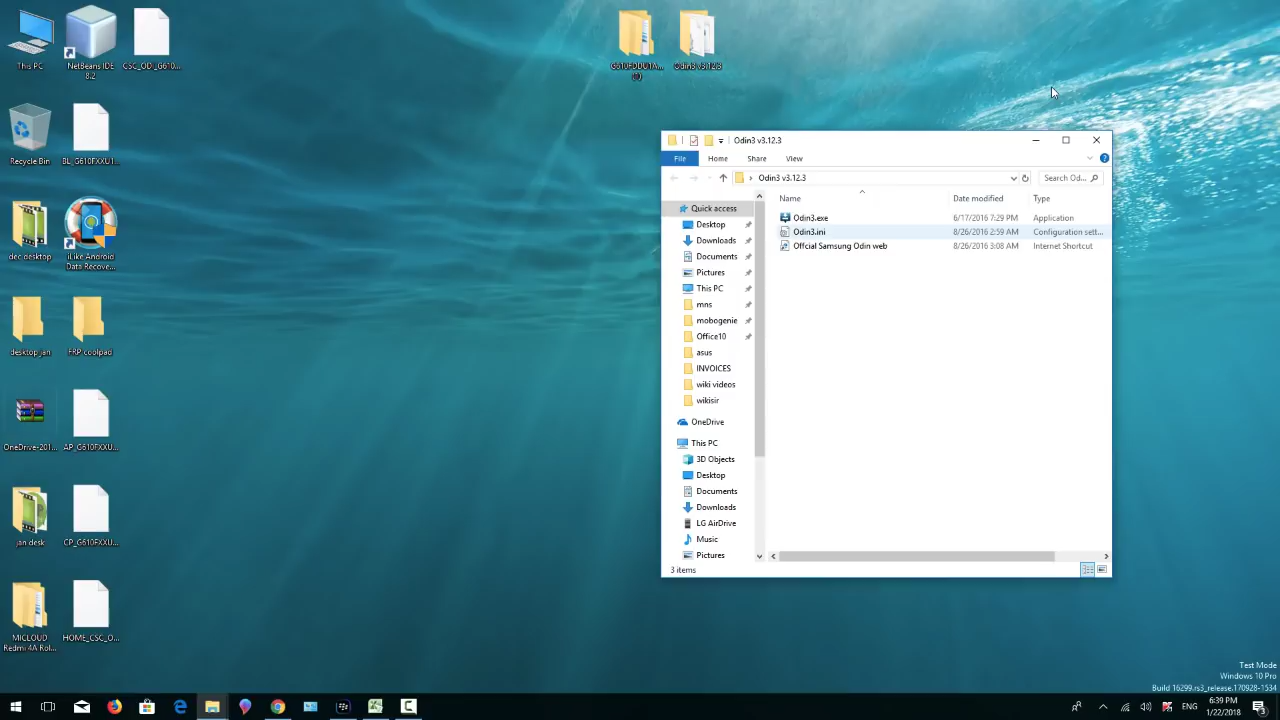 This PC
NetBeans IDE
8.2
CSC_OD!_G610...
Recycle Bin
BL_G610FXXU1...
dec desktop
iLike Android
Data Recove...
desktop jan
FRP coolpad
OneDrive-201...
AP_G610FXXU...
jan desk
CP_G610FXXU...
MICLOUD
Redmi 4A Rol...
HOME_CSC_O...
G610FDDU1A...
Odin3 v3.12.3
Odin3 v3.12.3
File Home Share View
Odin3 v3.12.3
Search Od...
Name Date modified Type
Odin3.exe 6/17/2016 7:29 PM Application
Odin3.ini 8/26/2016 2:59 AM Configuration sett...
Offcial Samsung Odin web 8/26/2016 3:08 AM Internet Shortcut
Quick access
Desktop
Downloads
Documents
Pictures
This PC
mns
mobogenie
Office10
asus
INVOICES
wiki videos
wikisir
OneDrive
This PC
3D Objects
Desktop
Documents
Downloads
LG AirDrive
Music
Pictures
3 items
Test Mode
Windows 10 Pro
Build 16299.rs3_release.170928-1534
ENG
6:39 PM
1/22/2018
3